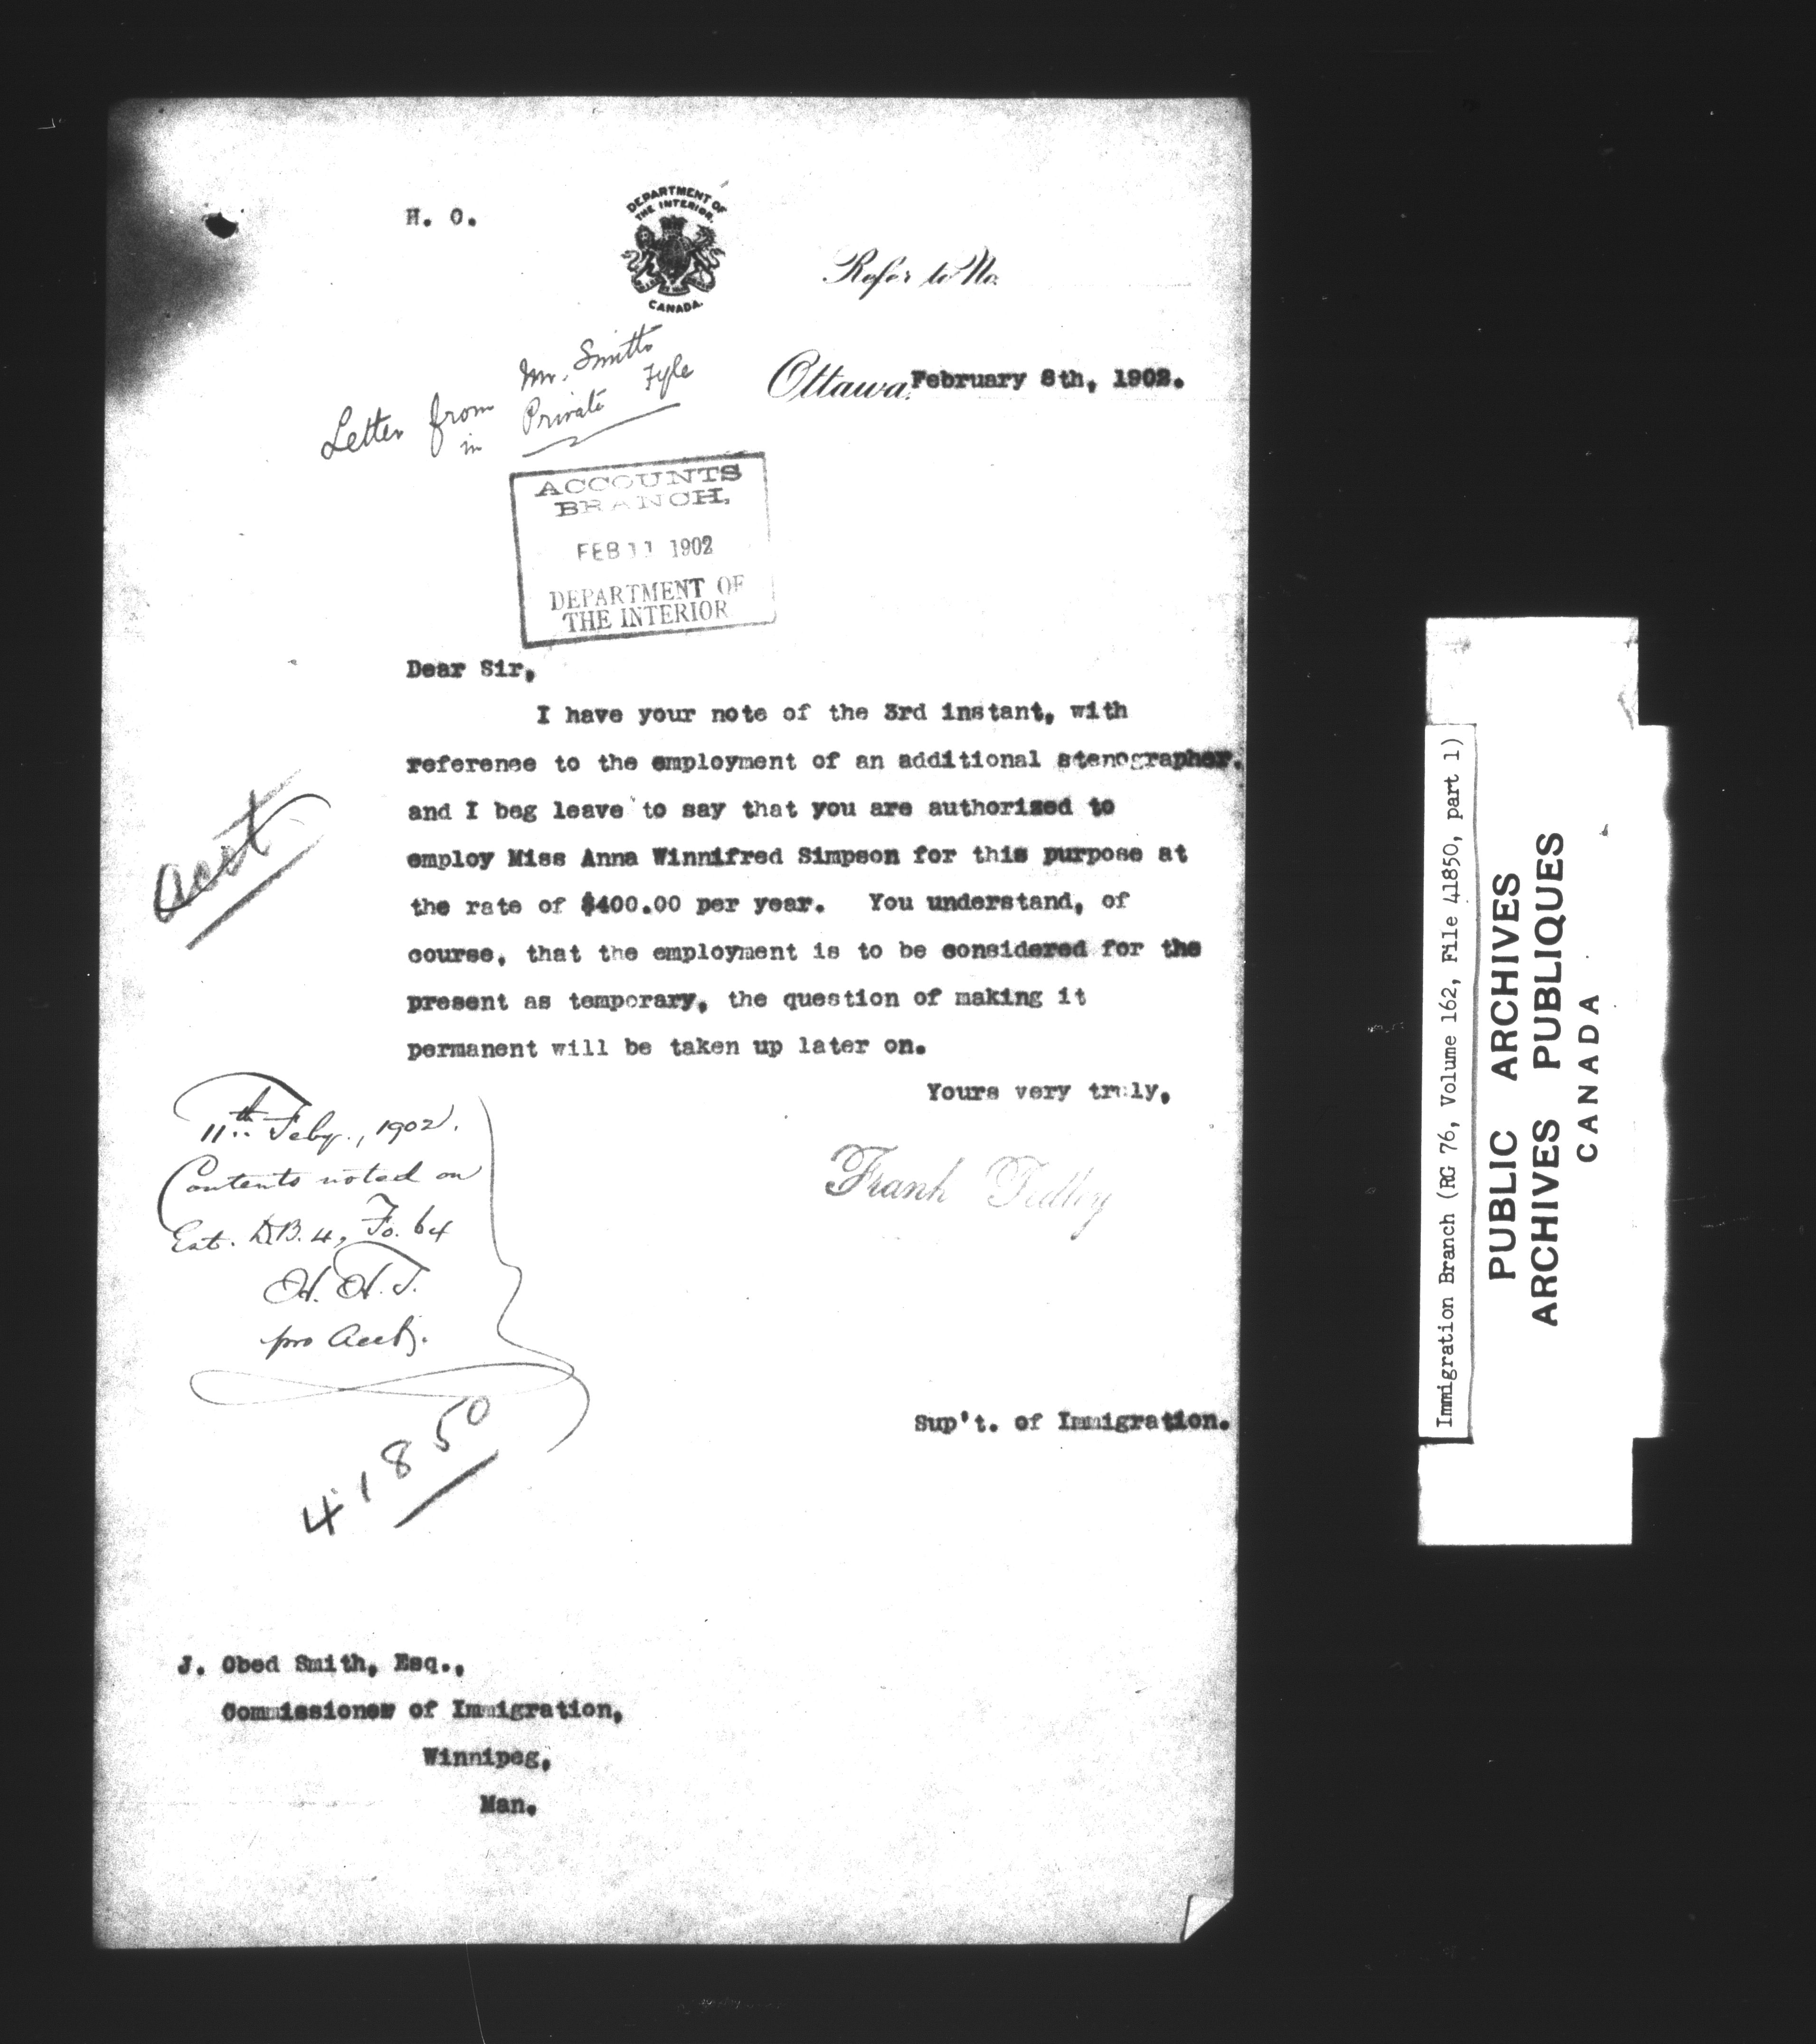 H. O.
DEPARTMENT OF
THE INTERIOR.
CANADA.
Refer to No.
Ottawa, February 8th, 1902.
Letter from Mr. Smith
in Private Fyle
ACCOUNTS
BRANCH,
FEB 11 1902
DEPARTMENT OF
THE INTERIOR
Dear Sir,
I have your note of the 3rd instant, with
reference to the employment of an additional stenographer,
and I beg leave to say that you are authorized to
employ Miss Anna Winnifred Simpson for this purpose at
the rate of $400.00 per year. You understand, of
course, that the employment is to be considered for the
present as temporary, the question of making it
permanent will be taken up later on.
Yours very truly,
Acct
11th Feby., 1902.
Contents noted on
Est. D.B. 4, Fo. 64
H. H. T.
pro Acct.
Frank Pedley
Sup't. of Immigration.
41850
J. Obed Smith, Esq.,
Commissioner of Immigration,
Winnipeg,
Man.
Immigration Branch (RG 76, Volume 162, File 41850, part 1)
PUBLIC ARCHIVES
ARCHIVES PUBLIQUES
CANADA